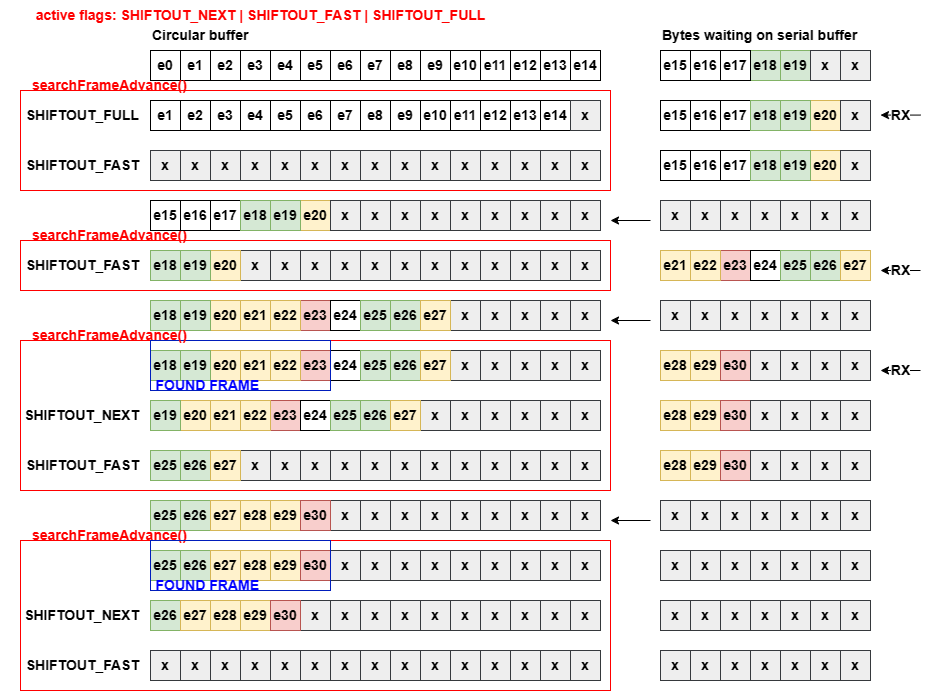 active flags: SHIFTOUT_NEXT | SHIFTOUT_FAST | SHIFTOUT_FULL
Circular buffer Bytes waiting on serial buffer
e0 e1 e2 e3 e4 e5 e6 e7 e8 e9 e10 e11 e12 e13 e14 e15 e16 e17 e18 e19 x x
searchFrameAdvance()
SHIFTOUT_FULL e1 e2 e3 e4 e5 e6 e7 e8 e9 e10 e11 e12 e13 e14 x e15 e16 e17 e18 e19 e20 x RX
SHIFTOUT_FAST x x x x x x x x x x x x x x x e15 e16 e17 e18 e19 e20 x
e15 e16 e17 e18 e19 e20 x x x x x x x x x x x x x x x x
searchFrameAdvance()
SHIFTOUT_FAST e18 e19 e20 x x x x x x x x x x x x e21 e22 e23 e24 e25 e26 e27 RX
e18 e19 e20 e21 e22 e23 e24 e25 e26 e27 x x x x x x x x x x x x
searchFrameAdvance()
e18 e19 e20 e21 e22 e23 e24 e25 e26 e27 x x x x x e28 e29 e30 x x x x RX
FOUND FRAME
SHIFTOUT_NEXT e19 e20 e21 e22 e23 e24 e25 e26 e27 x x x x x x e28 e29 e30 x x x x
SHIFTOUT_FAST e25 e26 e27 x x x x x x x x x x x x e28 e29 e30 x x x x
e25 e26 e27 e28 e29 e30 x x x x x x x x x x x x x x x x
searchFrameAdvance()
e25 e26 e27 e28 e29 e30 x x x x x x x x x x x x x x x x
FOUND FRAME
SHIFTOUT_NEXT e26 e27 e28 e29 e30 x x x x x x x x x x x x x x x x x
SHIFTOUT_FAST x x x x x x x x x x x x x x x x x x x x x x